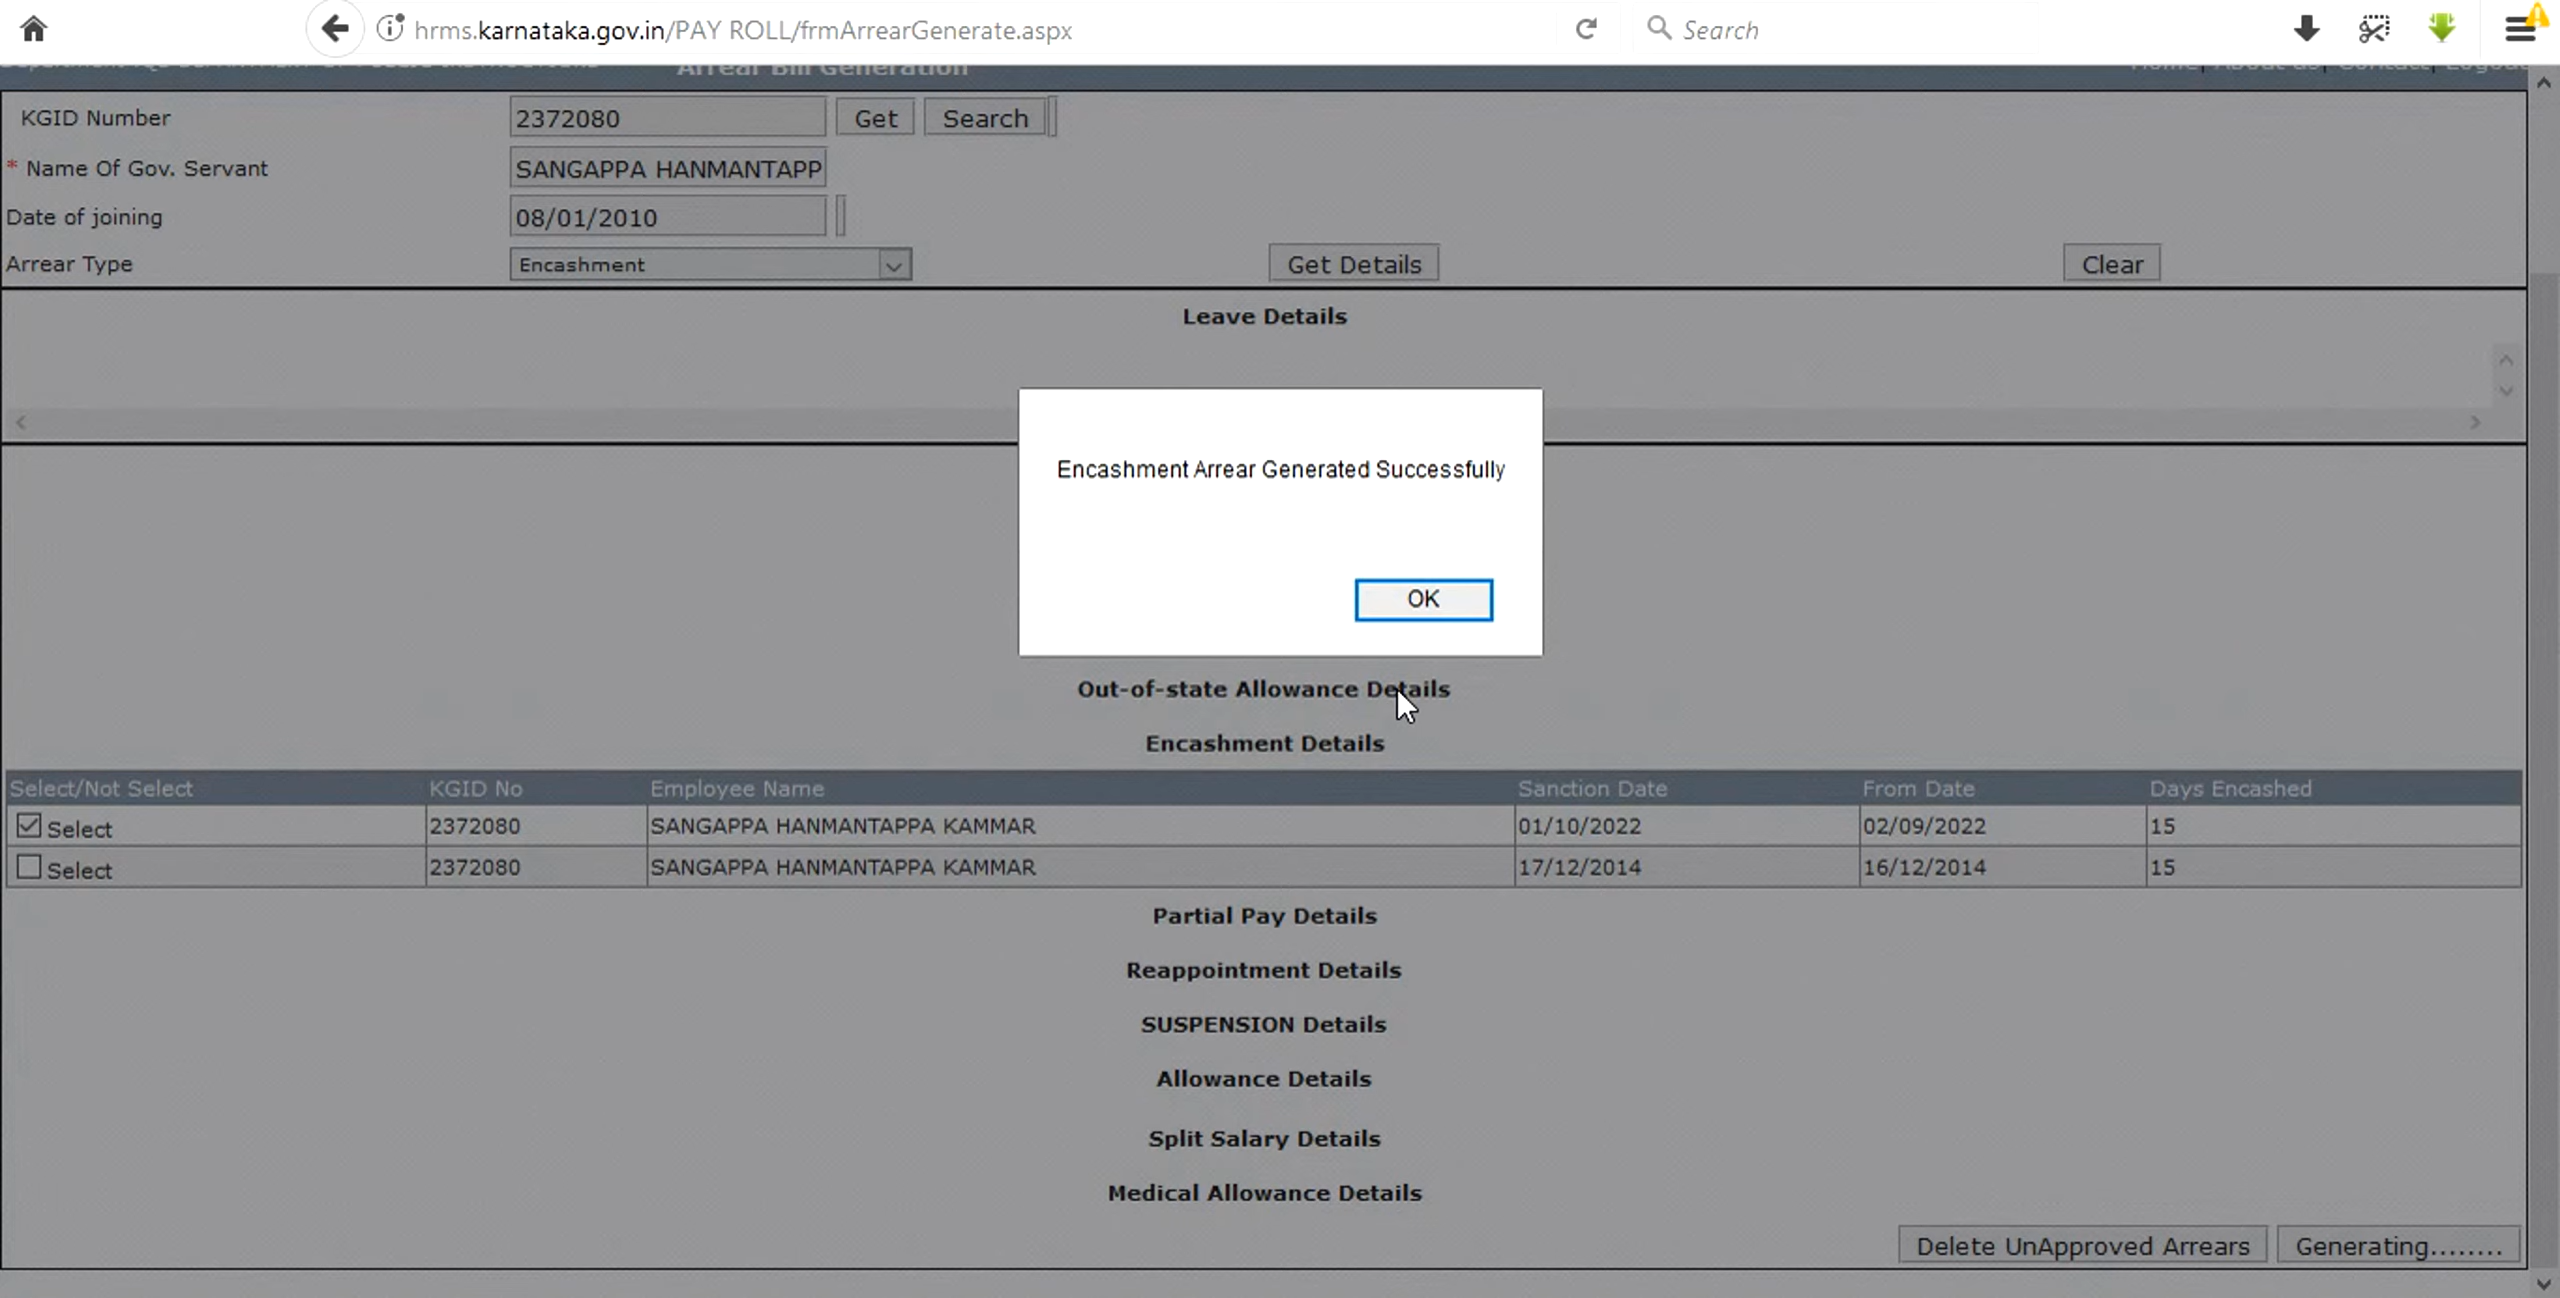 hrms.karnataka.gov.in/PAY ROLL/frmArrearGenerate.aspx Search
Arrear Bill Generation Home| About us| Contact| Logout
KGID Number 2372080 Get Search
* Name Of Gov. Servant SANGAPPA HANMANTAPP
Date of joining 08/01/2010
Arrear Type Encashment Get Details Clear
Leave Details
Encashment Arrear Generated Successfully
OK
Out-of-state Allowance Details
Encashment Details
Select/Not Select KGID No Employee Name Sanction Date From Date Days Encashed
Select 2372080 SANGAPPA HANMANTAPPA KAMMAR 01/10/2022 02/09/2022 15
Select 2372080 SANGAPPA HANMANTAPPA KAMMAR 17/12/2014 16/12/2014 15
Partial Pay Details
Reappointment Details
SUSPENSION Details
Allowance Details
Split Salary Details
Medical Allowance Details
Delete UnApproved Arrears Generating........